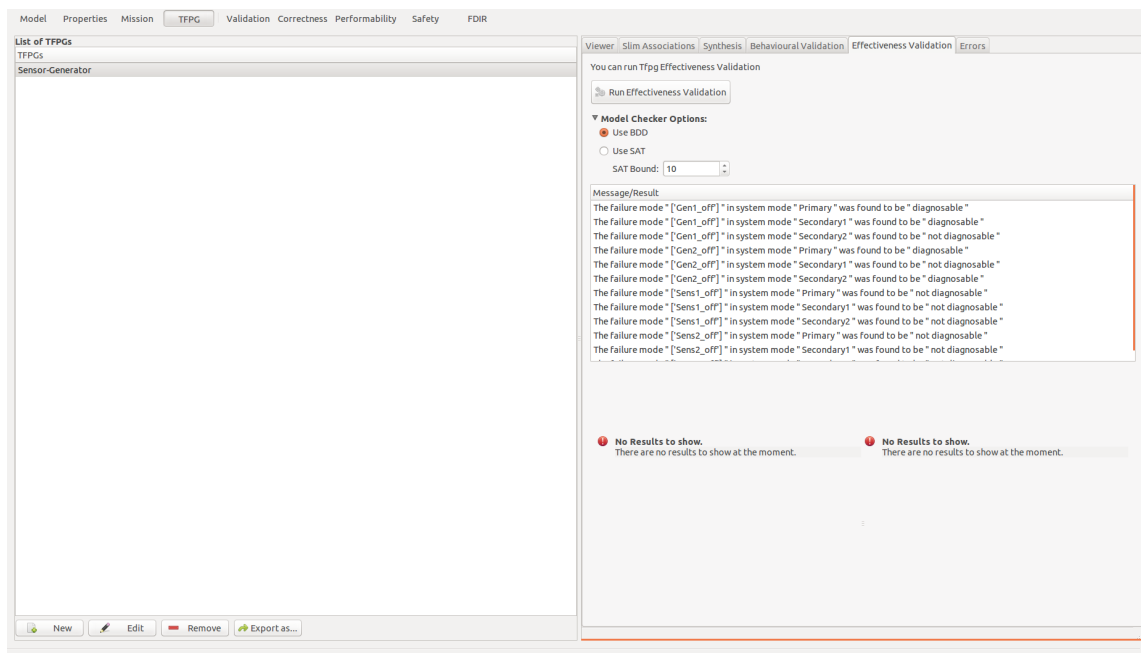 Model Properties Mission TFPG Validation Correctness Performability Safety FDIR
List of TFPGs
TFPGs
Sensor-Generator
New Edit Remove Export as...
Viewer Slim Associations Synthesis Behavioural Validation Effectiveness Validation Errors
You can run Tfpg Effectiveness Validation
Run Effectiveness Validation
Model Checker Options:
Use BDD
Use SAT
SAT Bound: 10
Message/Result
The failure mode " ['Gen1_off'] " in system mode " Primary " was found to be " diagnosable "
The failure mode " ['Gen1_off'] " in system mode " Secondary1 " was found to be " diagnosable "
The failure mode " ['Gen1_off'] " in system mode " Secondary2 " was found to be " not diagnosable "
The failure mode " ['Gen2_off'] " in system mode " Primary " was found to be " diagnosable "
The failure mode " ['Gen2_off'] " in system mode " Secondary1 " was found to be " not diagnosable "
The failure mode " ['Gen2_off'] " in system mode " Secondary2 " was found to be " diagnosable "
The failure mode " ['Sens1_off'] " in system mode " Primary " was found to be " not diagnosable "
The failure mode " ['Sens1_off'] " in system mode " Secondary1 " was found to be " not diagnosable "
The failure mode " ['Sens1_off'] " in system mode " Secondary2 " was found to be " not diagnosable "
The failure mode " ['Sens2_off'] " in system mode " Primary " was found to be " not diagnosable "
The failure mode " ['Sens2_off'] " in system mode " Secondary1 " was found to be " not diagnosable "
No Results to show.
There are no results to show at the moment.
No Results to show.
There are no results to show at the moment.